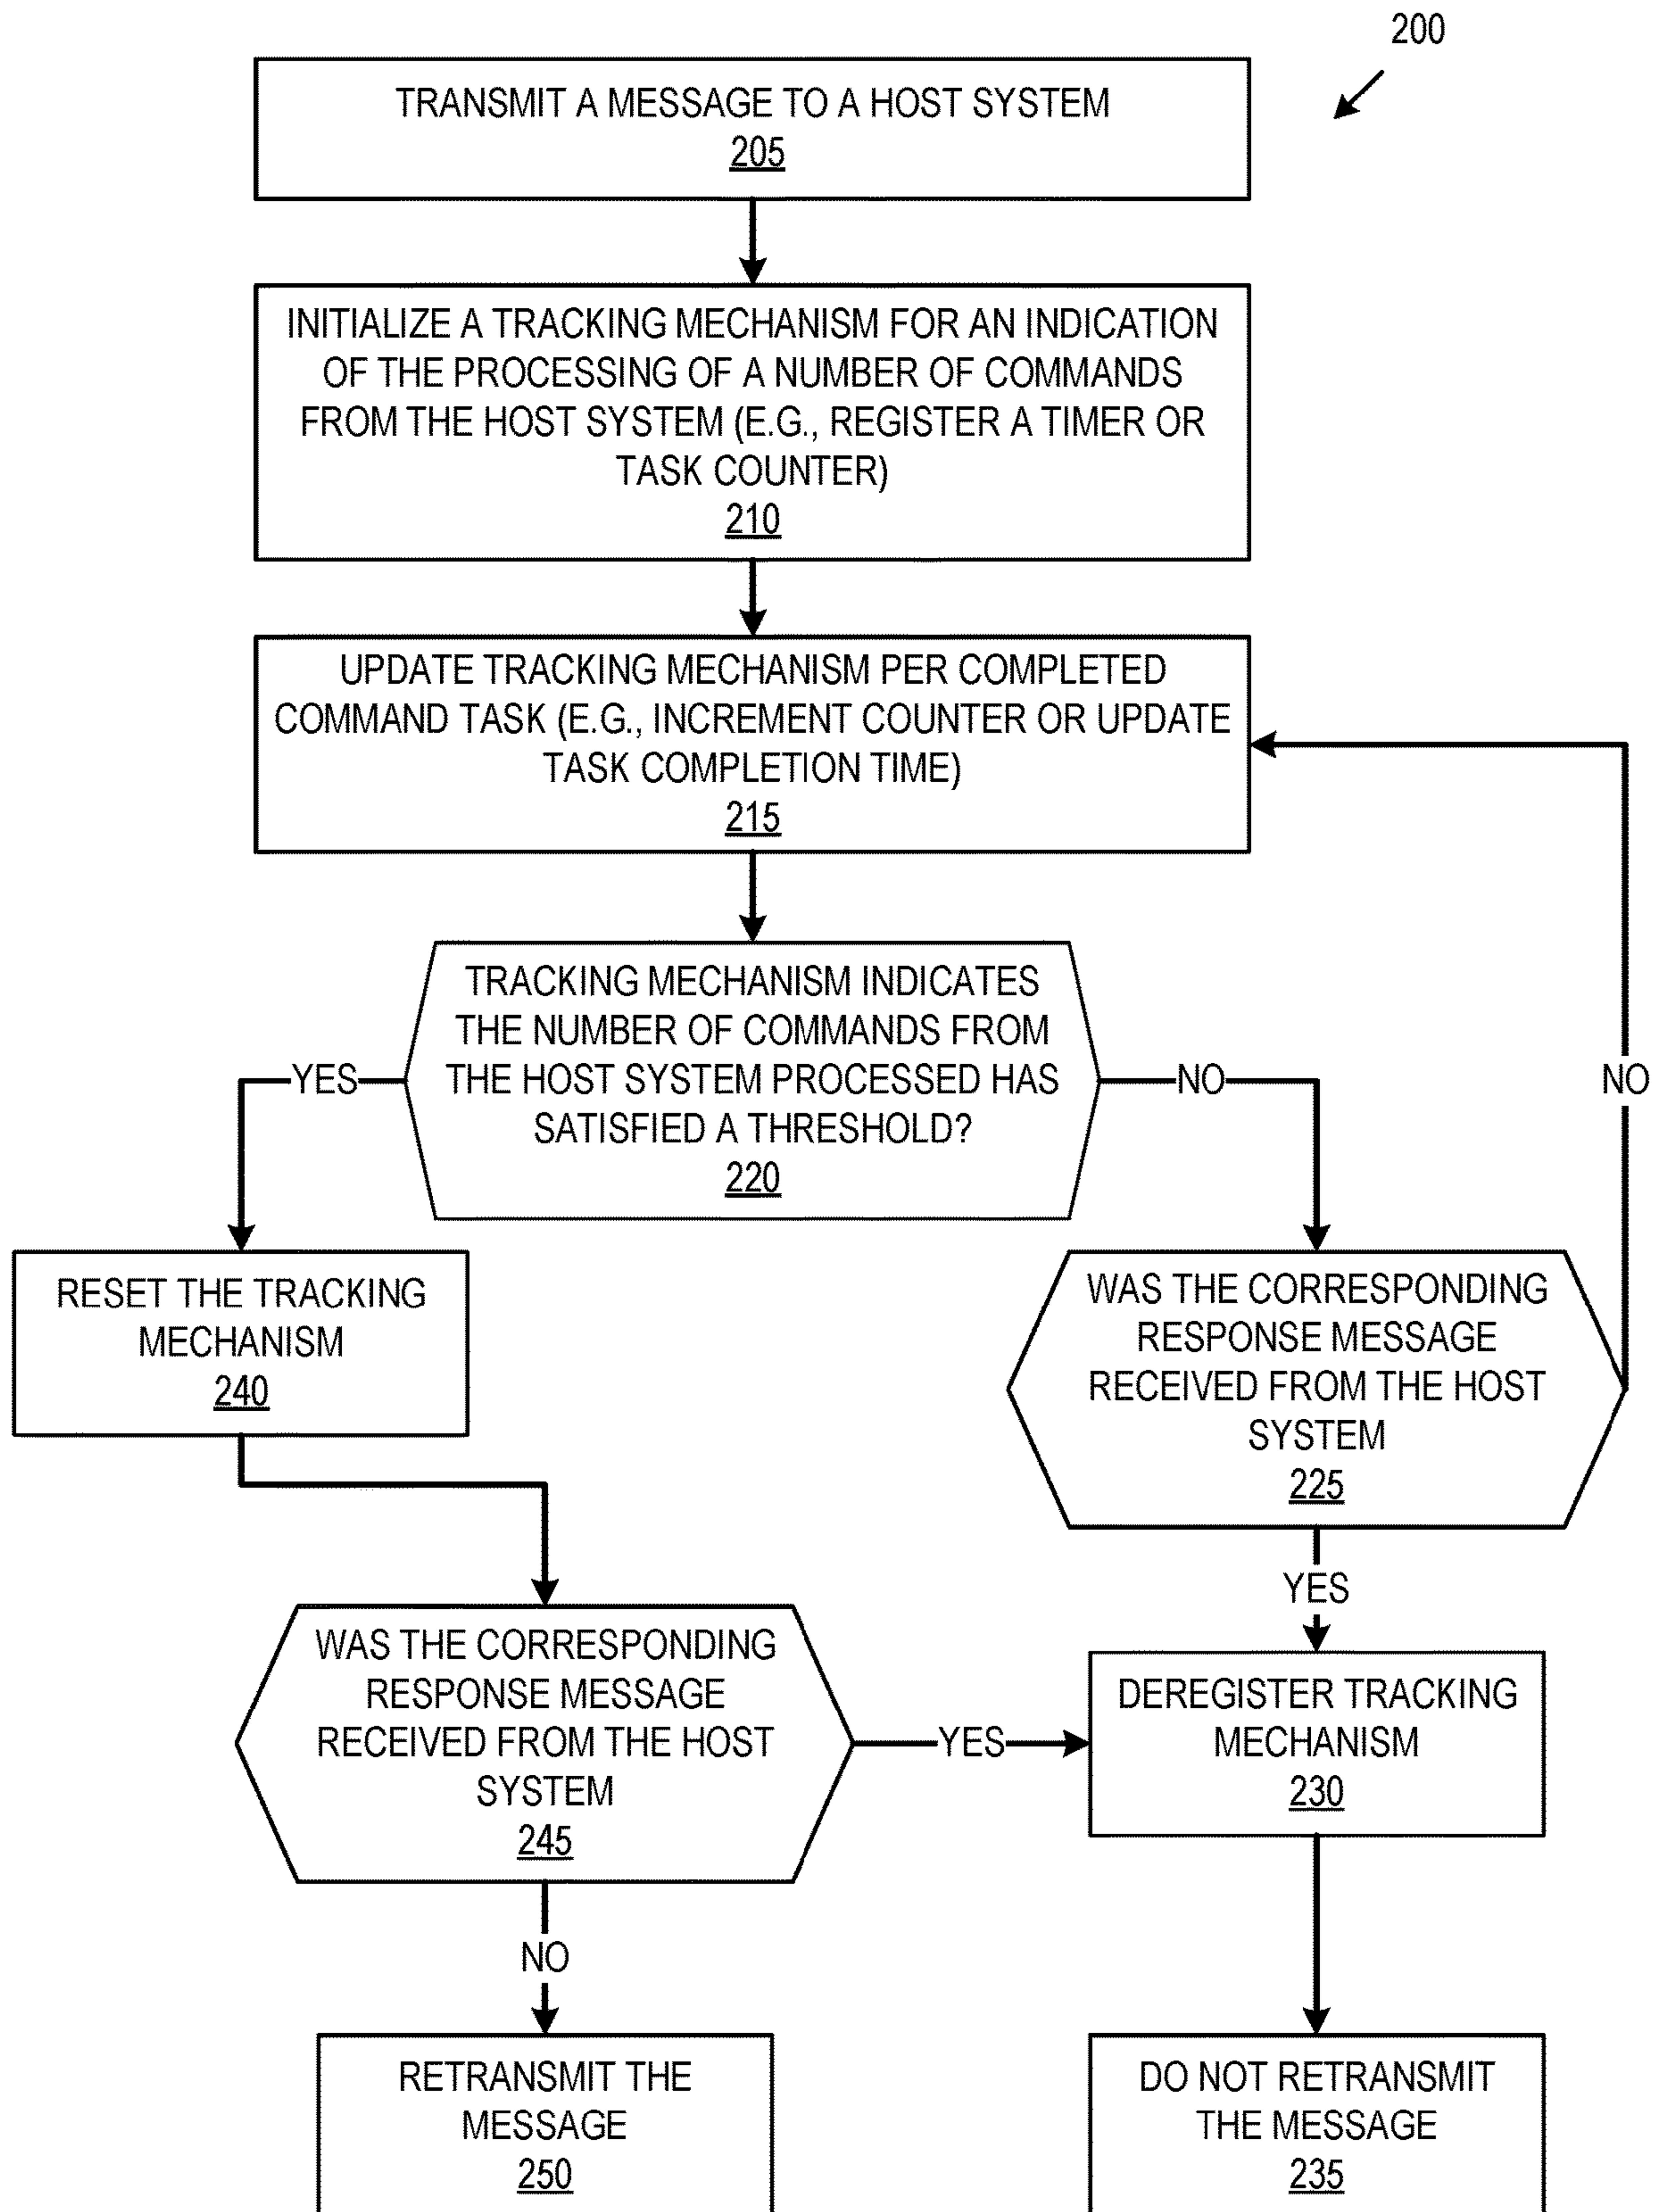 200
TRANSMIT A MESSAGE TO A HOST SYSTEM
205
INITIALIZE A TRACKING MECHANISM FOR AN INDICATION
OF THE PROCESSING OF A NUMBER OF COMMANDS
FROM THE HOST SYSTEM (E.G., REGISTER A TIMER OR
TASK COUNTER)
210
UPDATE TRACKING MECHANISM PER COMPLETED
COMMAND TASK (E.G., INCREMENT COUNTER OR UPDATE
TASK COMPLETION TIME)
215
TRACKING MECHANISM INDICATES
THE NUMBER OF COMMANDS FROM
THE HOST SYSTEM PROCESSED HAS
SATISFIED A THRESHOLD?
220
YES
NO
NO
RESET THE TRACKING
MECHANISM
240
WAS THE CORRESPONDING
RESPONSE MESSAGE
RECEIVED FROM THE HOST
SYSTEM
225
YES
WAS THE CORRESPONDING
RESPONSE MESSAGE
RECEIVED FROM THE HOST
SYSTEM
245
YES
DEREGISTER TRACKING
MECHANISM
230
NO
RETRANSMIT THE
MESSAGE
250
DO NOT RETRANSMIT
THE MESSAGE
235